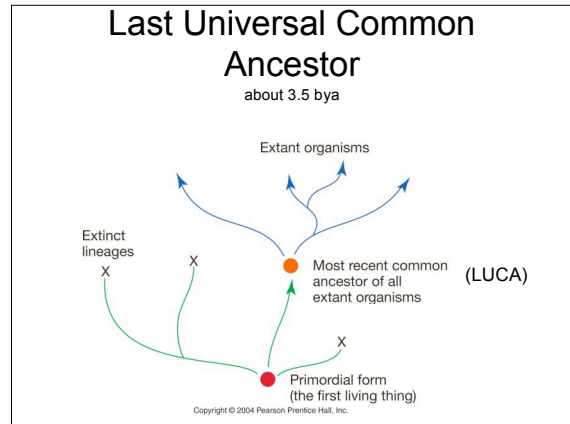 Last Universal Common
Ancestor
about 3.5 bya
Extant organisms
Extinct
lineages
X
X
Most recent common
ancestor of all
extant organisms
(LUCA)
X
Primordial form
(the first living thing)
Copyright © 2004 Pearson Prentice Hall, Inc.